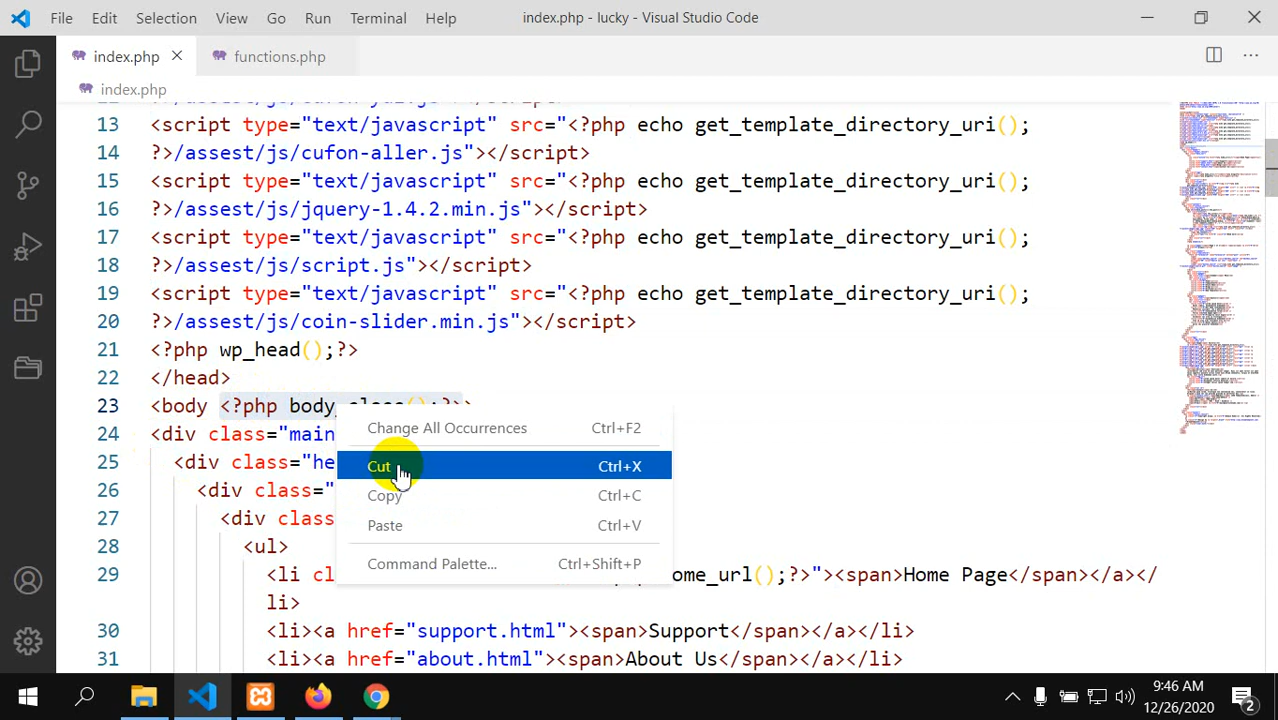 File Edit Selection View Go Run Terminal Help index.php - lucky - Visual Studio Code
index.php functions.php
index.php
13 <script type="text/javascript" src="<?php echo get_template_directory_uri();
14 ?>/assest/js/cufon-aller.js"></script>
15 <script type="text/javascript" src="<?php echo get_template_directory_uri();
16 ?>/assest/js/jquery-1.4.2.min.js"></script>
17 <script type="text/javascript" src="<?php echo get_template_directory_uri();
18 ?>/assest/js/script.js"></script>
19 <script type="text/javascript" src="<?php echo get_template_directory_uri();
20 ?>/assest/js/coin-slider.min.js"></script>
21 <?php wp_head();?>
22 </head>
23 <body <?php body_class();?>>
Change All Occurrences Ctrl+F2
24 <div class="main
Cut Ctrl+X
25 <div class="he
26 <div class="
Copy Ctrl+C
27 <div class
Paste Ctrl+V
28 <ul>
Command Palette... Ctrl+Shift+P
29 <li cl ome_url();?>"><span>Home Page</span></a></
li>
30 <li><a href="support.html"><span>Support</span></a></li>
31 <li><a href="about.html"><span>About Us</span></a></li>
9:46 AM
12/26/2020
2